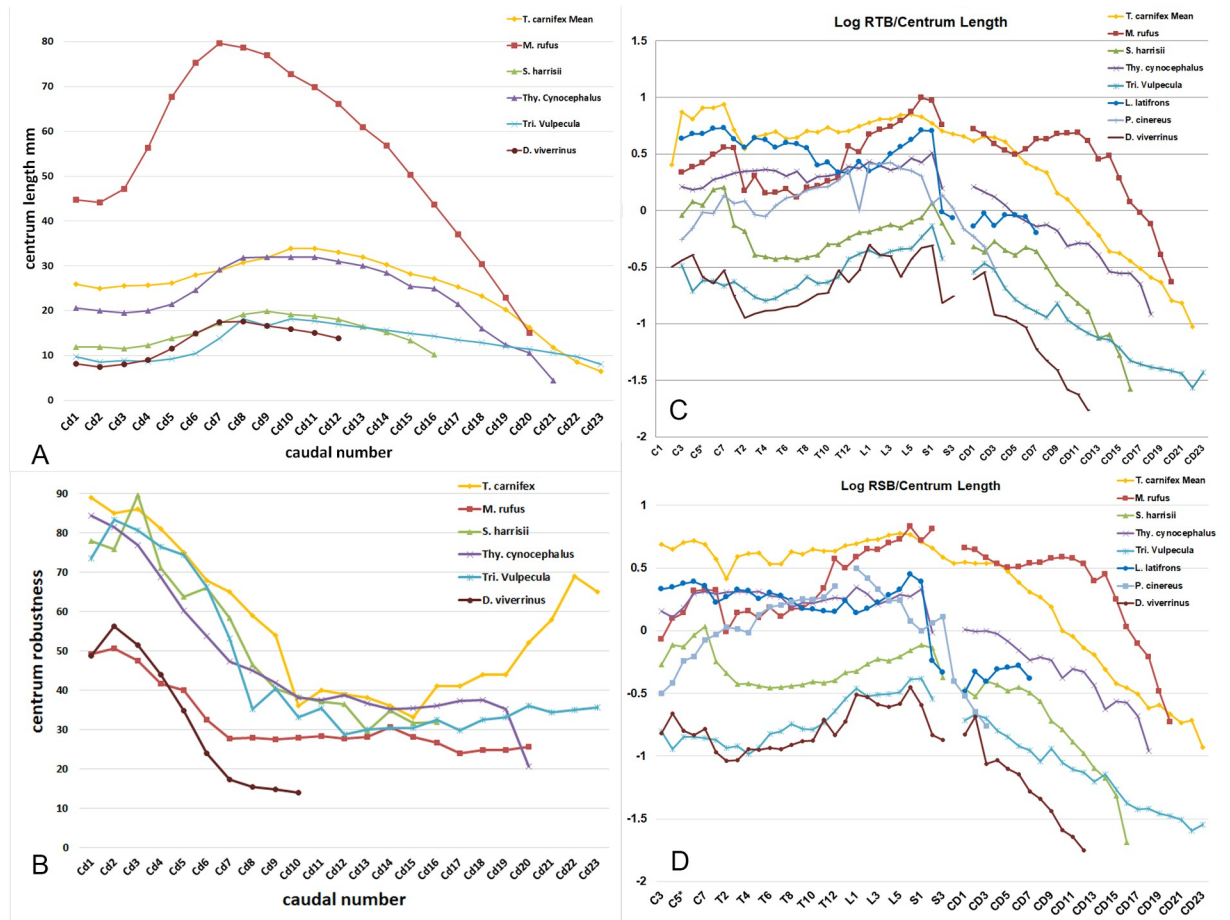 T. carnifex Mean
M. rufus
S. harrisii
Thy. Cynocephalus
Tri. Vulpecula
D. viverrinus
80
70
60
50
40
30
20
10
0
centrum length mm
Cd1 Cd2 Cd3 Cd4 Cd5 Cd6 Cd7 Cd8 Cd9 Cd10 Cd11 Cd12 Cd13 Cd14 Cd15 Cd16 Cd17 Cd18 Cd19 Cd20 Cd21 Cd22 Cd23
caudal number
A
T. carnifex
M. rufus
S. harrisii
Thy. cynocephalus
Tri. Vulpecula
D. viverrinus
90
80
70
60
50
40
30
20
10
0
centrum robustness
Cd1 Cd2 Cd3 Cd4 Cd5 Cd6 Cd7 Cd8 Cd9 Cd10 Cd11 Cd12 Cd13 Cd14 Cd15 Cd16 Cd17 Cd18 Cd19 Cd20 Cd21 Cd22 Cd23
caudal number
B
Log RTB/Centrum Length
T. carnifex Mean
M. rufus
S. harrisii
Thy. cynocephalus
Tri. Vulpecula
L. latifrons
P. cinereus
D. viverrinus
1.5
1
0.5
0
-0.5
-1
-1.5
-2
C1 C3 C5* C7 T2 T4 T6 T8 T10 T12 L1 L3 L5 S1 S3 CD1 CD3 CD5 CD7 CD9 CD11 CD13 CD15 CD17 CD19 CD21 CD23
C
Log RSB/Centrum Length
T. carnifex Mean
M. rufus
S. harrisii
Thy. cynocephalus
Tri. Vulpecula
L. latifrons
P. cinereus
D. viverrinus
1
0.5
0
-0.5
-1
-1.5
-2
C3 C5* C7 T2 T4 T6 T8 T10 T12 L1 L3 L5 S1 S3 CD1 CD3 CD5 CD7 CD9 CD11 CD13 CD15 CD17 CD19 CD21 CD23
D